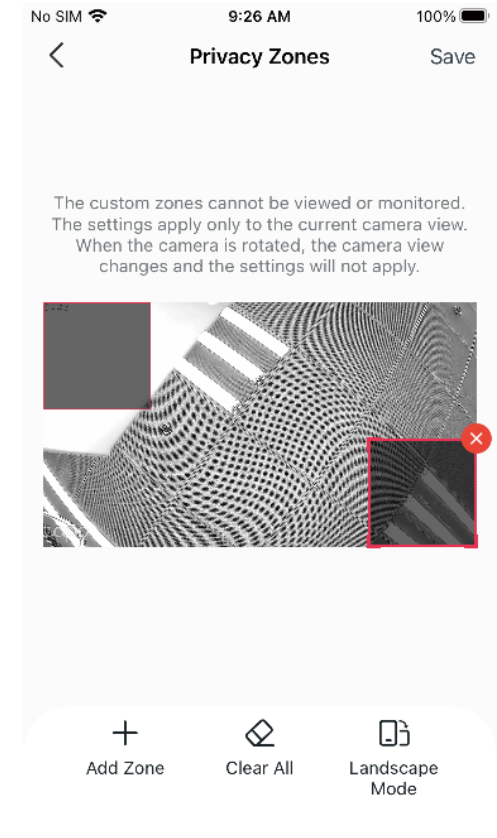 No SIM 9:26 AM 100%
Privacy Zones Save
The custom zones cannot be viewed or monitored.
The settings apply only to the current camera view.
When the camera is rotated, the camera view
changes and the settings will not apply.
Add Zone Clear All Landscape
Mode